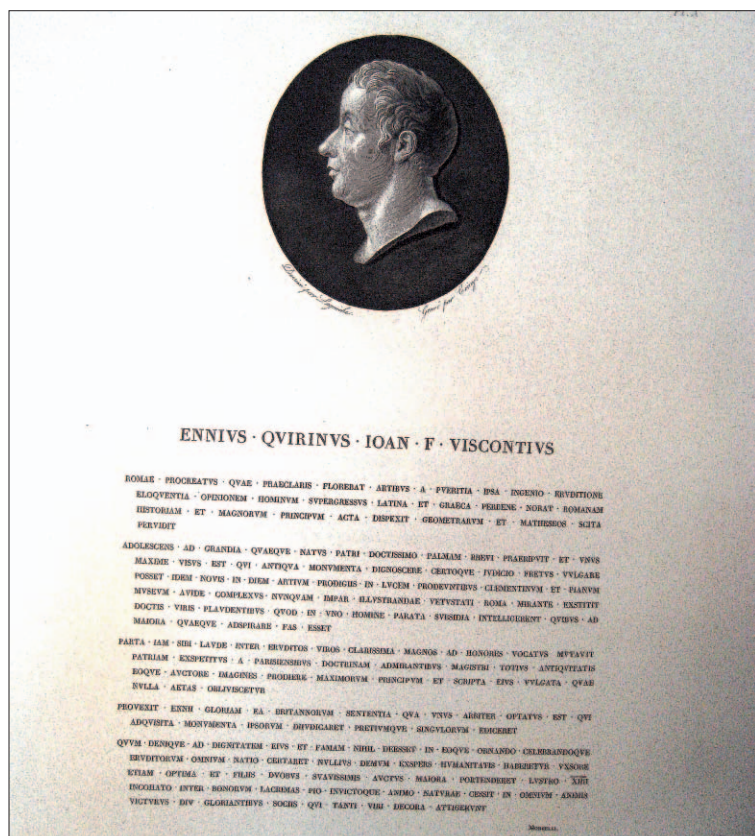 Dessiné par
Gravé par
ENNIVS · QVIRINVS · IOAN · F · VISCONTIVS
ROMAE · PROCREATVS · QVAE · PRAECLARIS · FLOREBAT · ARTIBVS · A · PVERITIA · IPSA · INGENIO · ERVDITIONE
ELOQVENTIA · OPINIONEM · HOMINVM · SVPERGRESSVS · LATINA · ET · GRAECA · PERBENE · NORAT · ROMANAM
HISTORIAM · ET · MAGNORVM · PRINCIPVM · ACTA · DISPEXIT · GEOMETRARVM · ET · MATHESEOS · SCITA
PERVIDIT
ADOLESCENS · AD · GRANDIA · QVAEQVE · NATVS · PATRI · DOCTISSIMO · PALMAM · BREVI · PRAERIPVIT · ET · VNVS
MAXIME · VISVS · EST · QVI · ANTIQVA · MONVMENTA · DIGNOSCERE · CERTOQVE · IVDICIO · FRETVS · VVLGARE
POSSET · IDEM · NOVIS · IN · DIEM · ARTIVM · PRODIGIIS · IN · LVCEM · PRODEVNTIBVS · CLEMENTINVM · ET · PIANVM
MVSEVM · AVIDE · COMPLEXVS · NVNQVAM · IMPAR · ILLVSTRANDAE · VETVSTATI · ROMA · MIRANTE · EXSTITIT
DOCTIS · VIRIS · PLAVDENTIBVS · QVOD · IN · VNO · HOMINE · PARATA · SVBSIDIA · INTELLIGERENT · QVIBVS · AD
MAIORA · QVAEQVE · ADSPIRARE · FAS · ESSET
PARTA · IAM · SIBI · LAVDE · INTER · ERVDITOS · VIROS · CLARISSIMA · MAGNOS · AD · HONORES · VOCATVS · MVTAVIT
PATRIAM · EXSPETITVS · A · PARISIENSIBVS · DOCTRINAM · ADMIRANTIBVS · MAGISTRI · TOTIVS · ANTIQVITATIS
EOQVE · AVCTORE · IMAGINES · PRODIERE · MAXIMORVM · PRINCIPVM · ET · SCRIPTA · EIVS · VVLGATA · QVAE
NVLLA · AETAS · OBLIVISCETVR
PROVEXIT · ENNII · GLORIAM · EA · BRITANNORVM · SENTENTIA · QVA · VNVS · ARBITER · OPTATVS · EST · QVI
ADQVISITA · MONVMENTA · IPSORVM · DIIVDICARET · PRETIVMQVE · SINGVLORVM · EDICERET
QVVM · DENIQVE · AD · DIGNITATEM · EIVS · ET · FAMAM · NIHIL · DEESSET · IN · EOQVE · ORNANDO · CELEBRANDOQVE
ERVDITORVM · OMNIVM · NATIO · CERTARET · NVLLIVS · DEMVM · EXSPERS · HVMANITATIS · HABERETVR · VXSORE
ETIAM · OPTIMA · ET · FILIIS · DVOBVS · SVAVISSIMIS · AVCTVS · MAIORA · PORTENDERET · LVSTRO · XIIII
INCOHATO · INTER · BONORVM · LACRIMAS · PIO · INVICTOQVE · ANIMO · NATVRAE · CESSIT · IN · OMNIVM · ANIMIS
VICTVRVS · DIV · GLORIANTIBVS · SOCIIS · QVI · TANTI · VIRI · DECORA · ATTIGERVNT